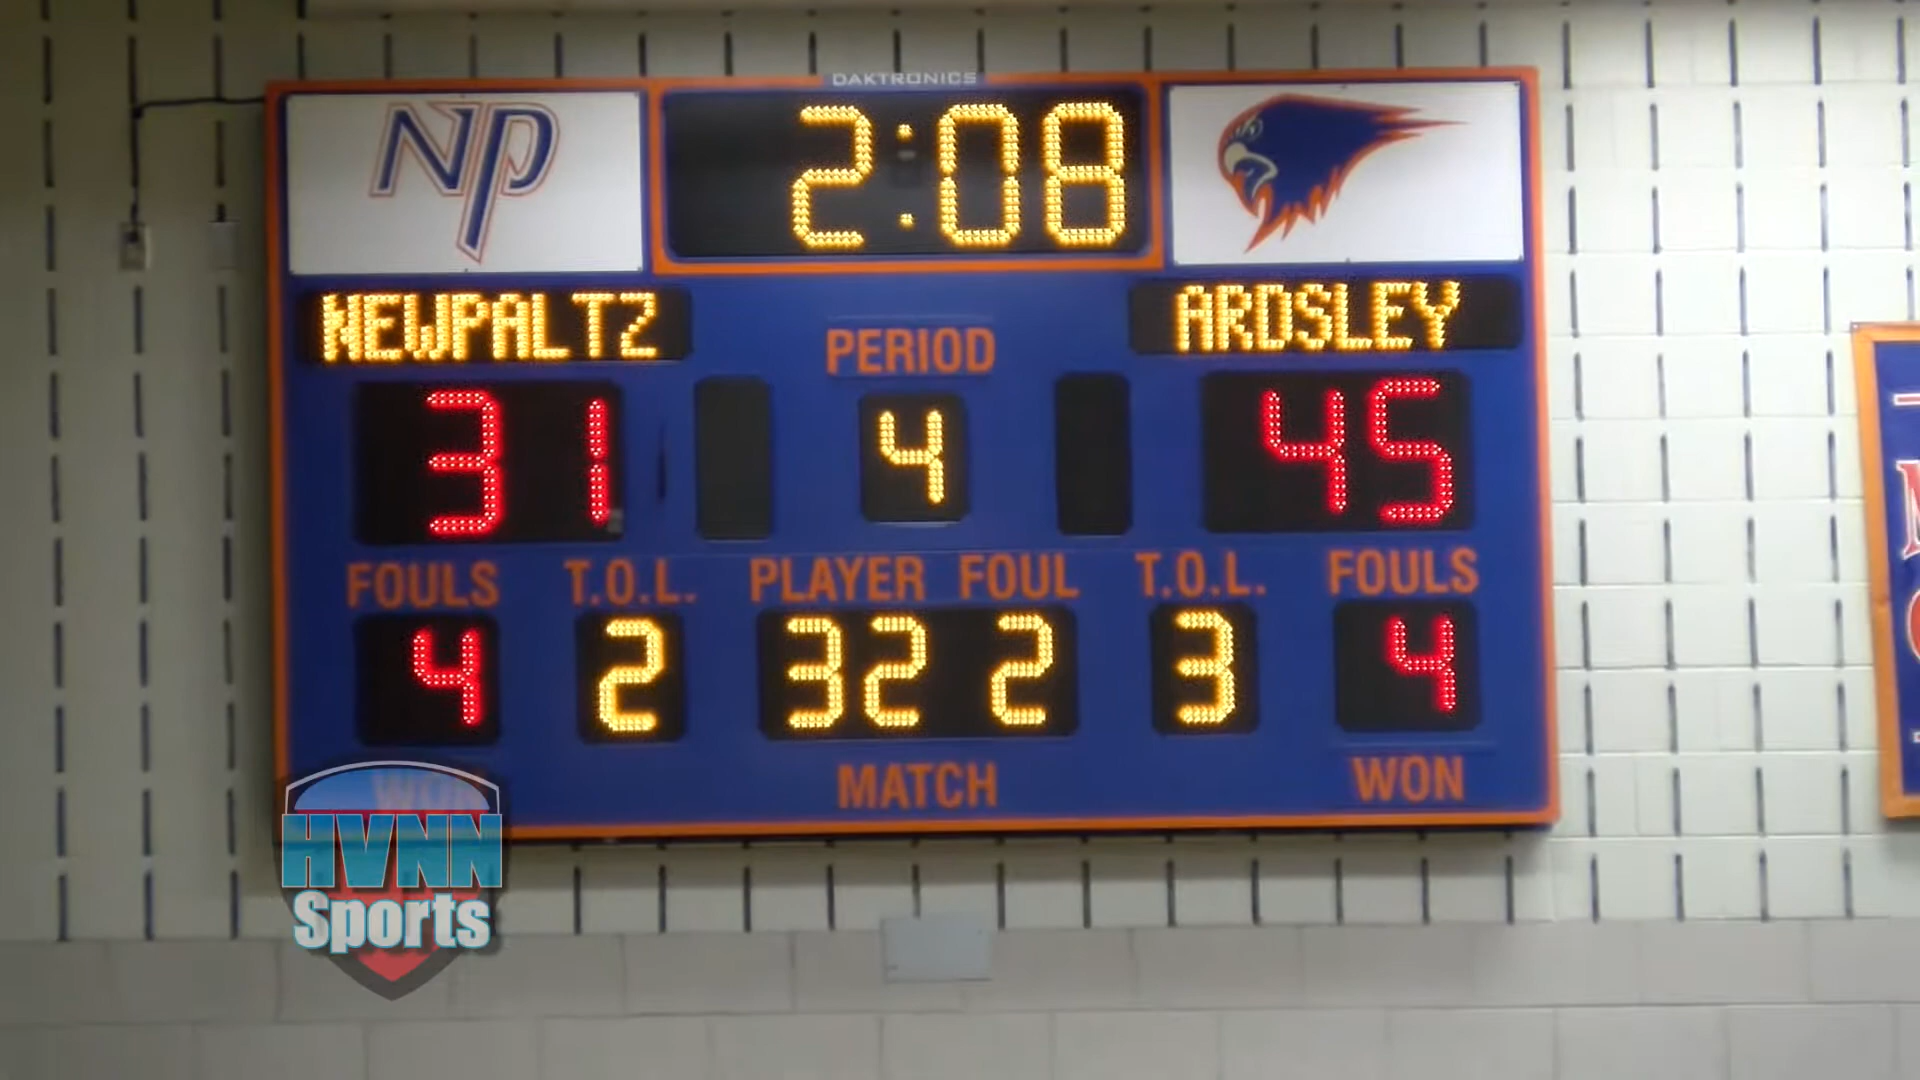 DAKTRONICS
NP
2:08
NEWPALTZ
ARDSLEY
PERIOD
31
4
45
FOULS
T.O.L.
PLAYER FOUL
T.O.L.
FOULS
4
2
32 2
3
4
WON
MATCH
WON
HVNN
Sports